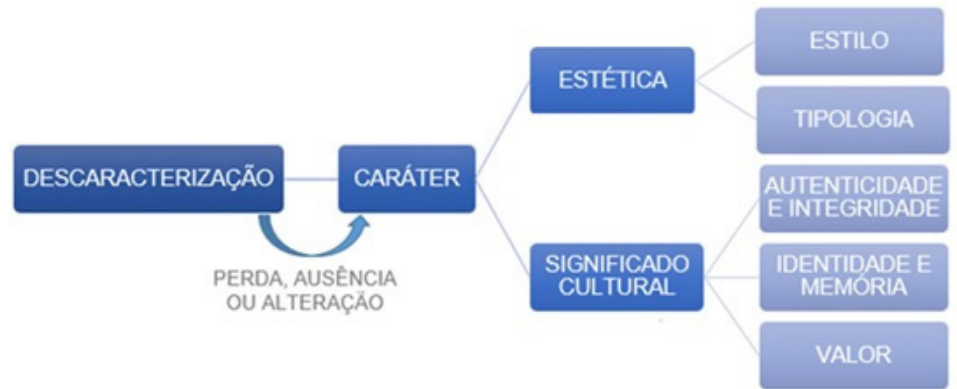 DESCARACTERIZAÇÃO
PERDA, AUSÊNCIA
OU ALTERAÇÃO
CARÁTER
ESTÉTICA
ESTILO
TIPOLOGIA
SIGNIFICADO
CULTURAL
AUTENTICIDADE
E INTEGRIDADE
IDENTIDADE E
MEMÓRIA
VALOR